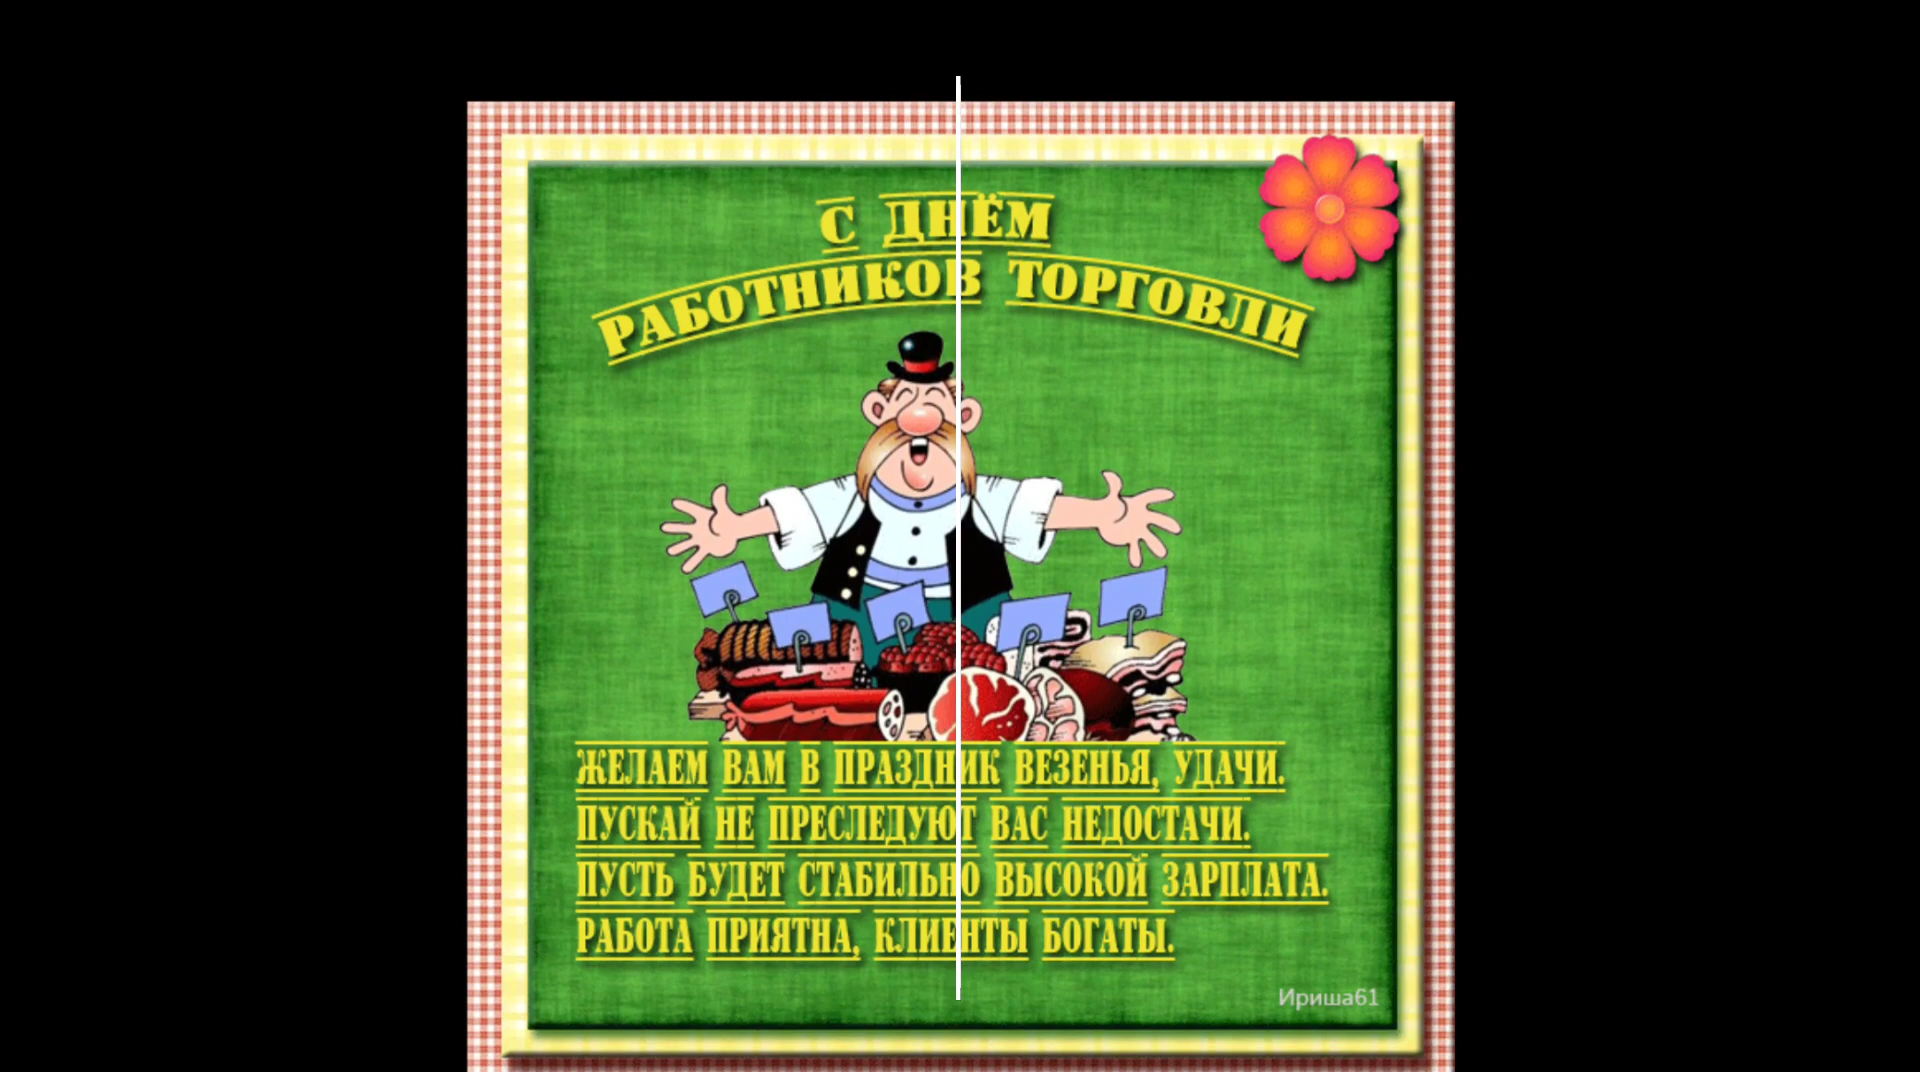 С ДНЁМ
РАБОТНИКОВ ТОРГОВЛИ
ЖЕЛАЕМ ВАМ В ПРАЗДНИК ВЕЗЕНЬЯ, УДАЧИ.
ПУСКАЙ НЕ ПРЕСЛЕДУЮТ ВАС НЕДОСТАЧИ.
ПУСТЬ БУДЕТ СТАБИЛЬНО ВЫСОКОЙ ЗАРПЛАТА.
РАБОТА ПРИЯТНА, КЛИЕНТЫ БОГАТЫ.
Ириша61